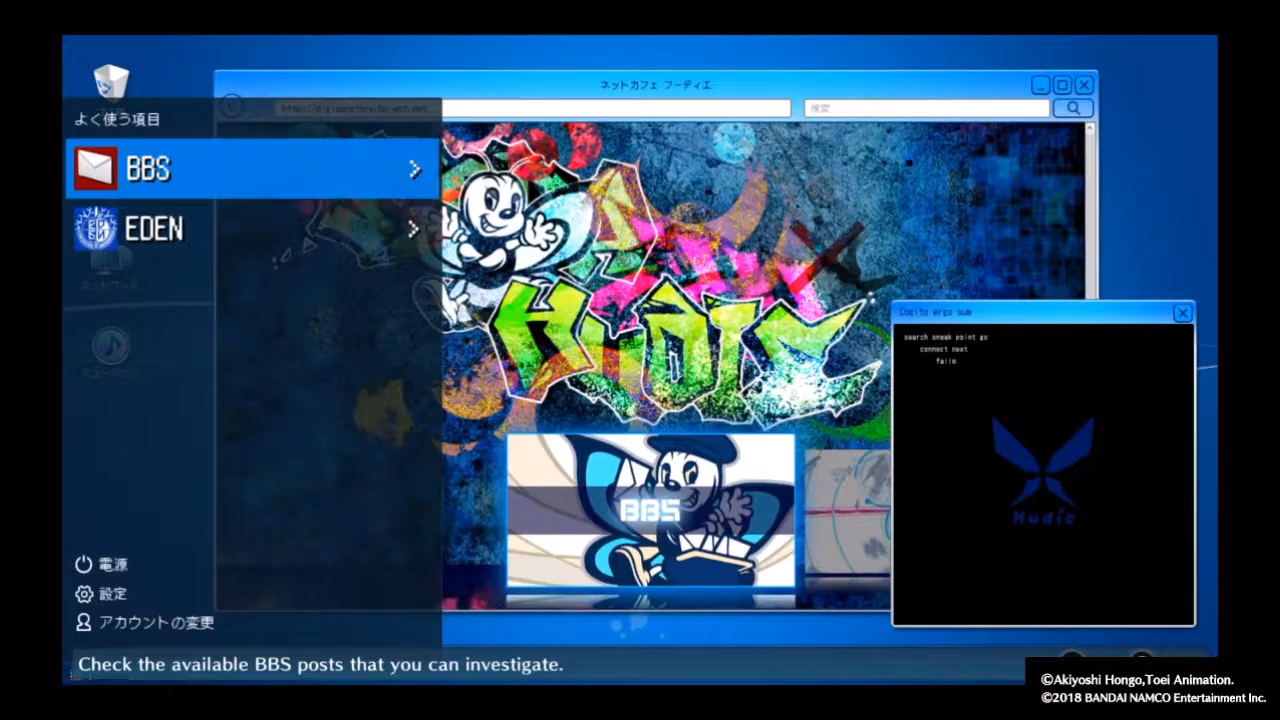 ネットカフェ フーディエ
検索
よく使う項目
BBS
EDEN
HUDIE
BBS
Cogito ergo sum
search sneak point go
connect next
Hudie
電源
設定
アカウントの変更
Check the available BBS posts that you can investigate.
©Akiyoshi Hongo,Toei Animation.
©2018 BANDAI NAMCO Entertainment Inc.